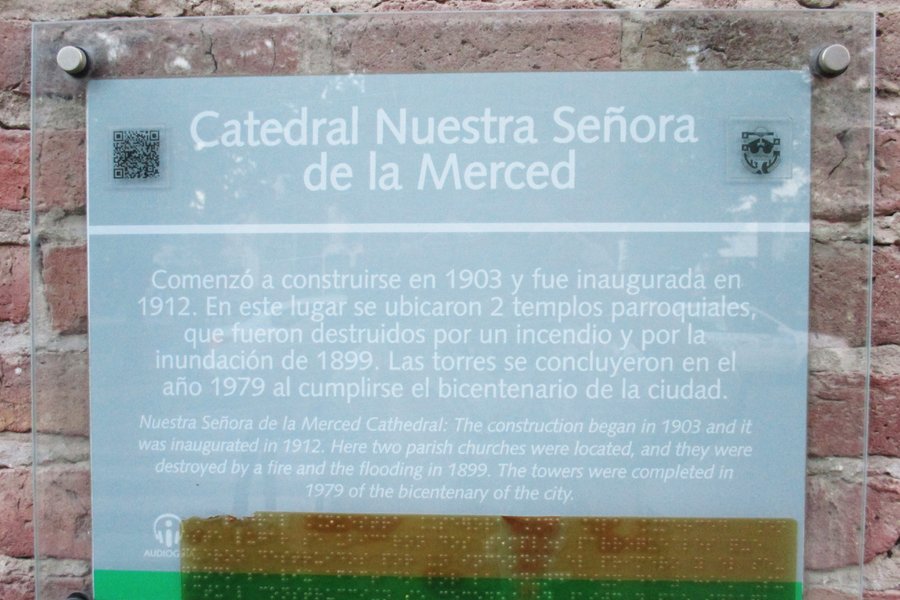 Catedral Nuestra Señora
de la Merced
Comenzó a construirse en 1903 y fue inaugurada en
1912. En este lugar se ubicaron 2 templos parroquiales,
que fueron destruidos por un incendio y por la
inundación de 1899. Las torres se concluyeron en el
año 1979 al cumplirse el bicentenario de la ciudad.
Nuestra Señora de la Merced Cathedral: The construction began in 1903 and it
was inaugurated in 1912. Here two parish churches were located, and they were
destroyed by a fire and the flooding in 1899. The towers were completed in
1979 of the bicentenary of the city.